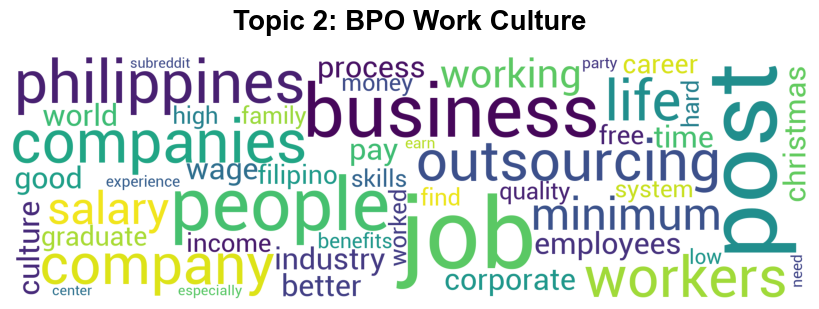 Topic 2: BPO Work Culture
subreddit
philippines
process
money
working
party
career
business
life
hard
post
christmas
world
high
family
companies
wage
pay
earn
free
time
good
experience
filipino
skills
outsourcing
culture
salary
people
worked
find
job
quality
system
minimum
graduate
income
benefits
employees
low
company
industry
center
especially
better
corporate
workers
need